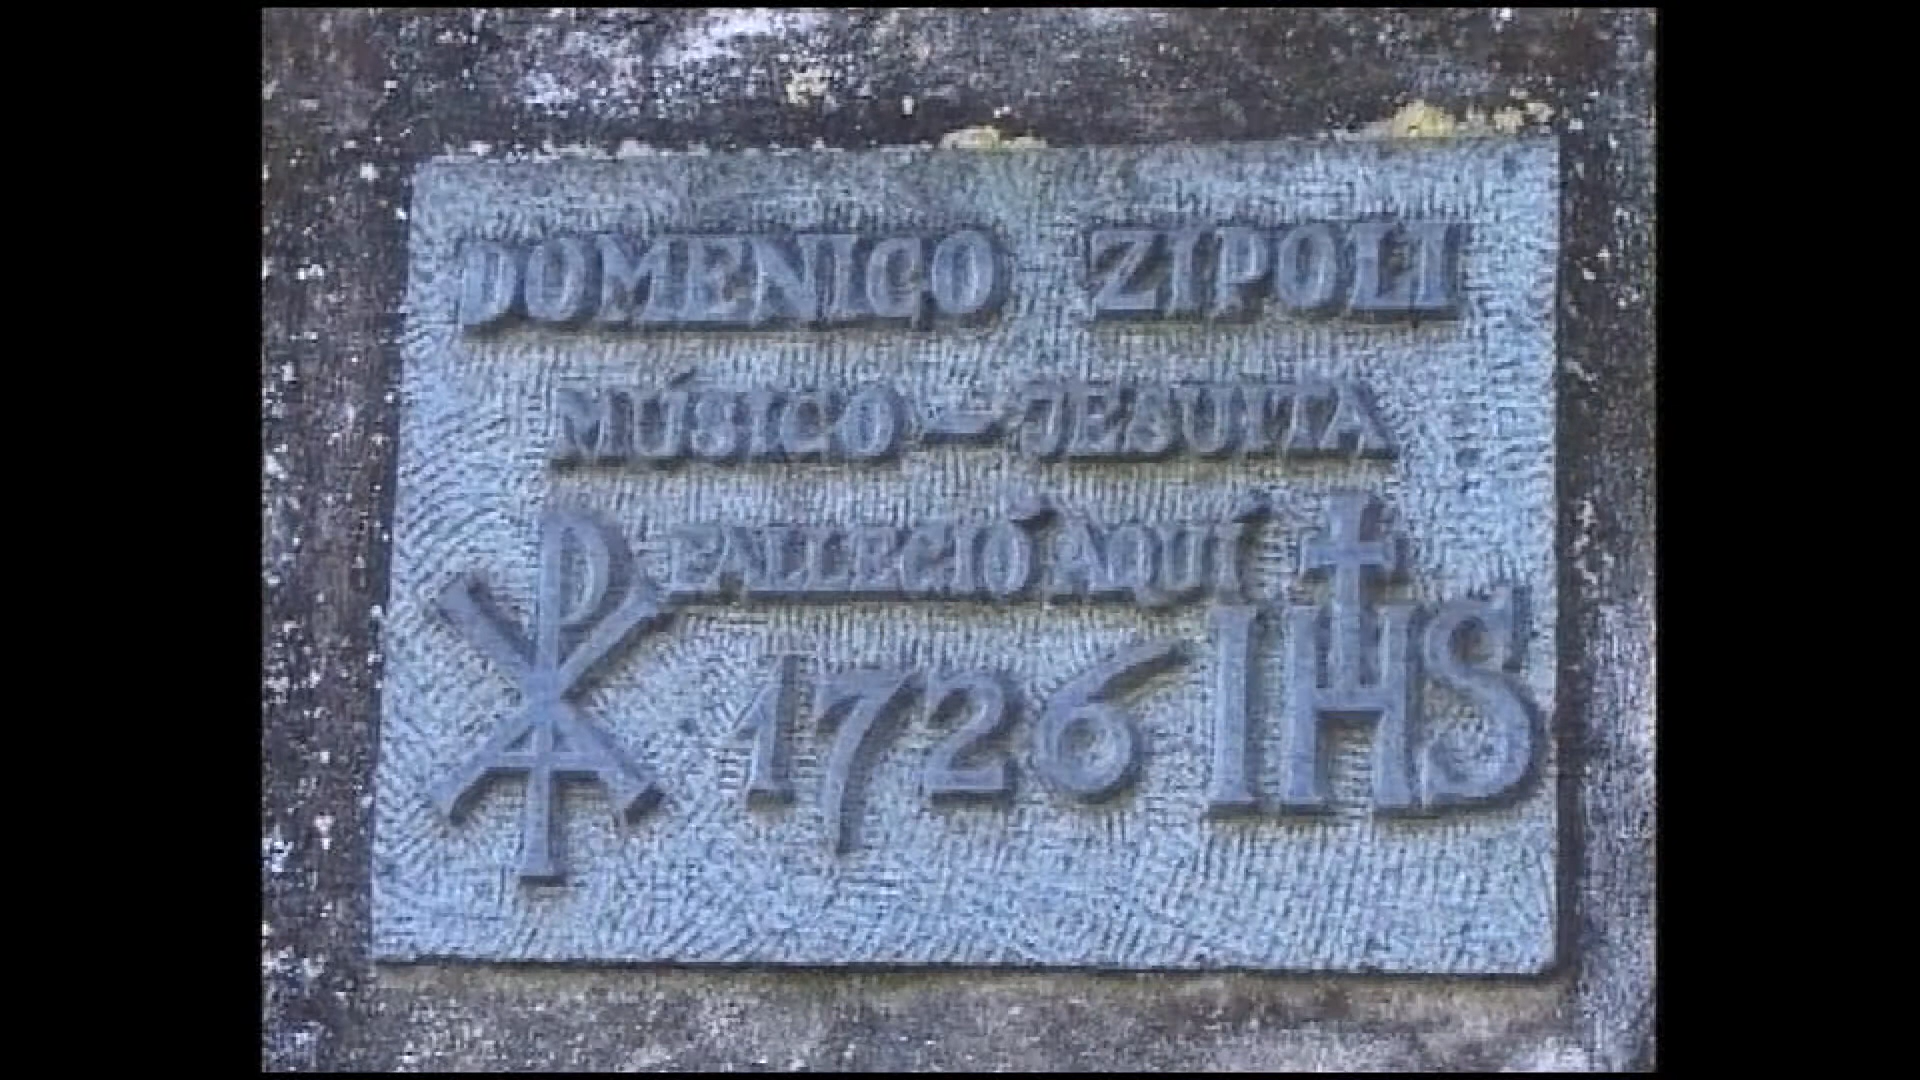 DOMENICO ZIPOLI
MÚSICO – JESUITA
FALLECIÓ AQUÍ
1726 IHS